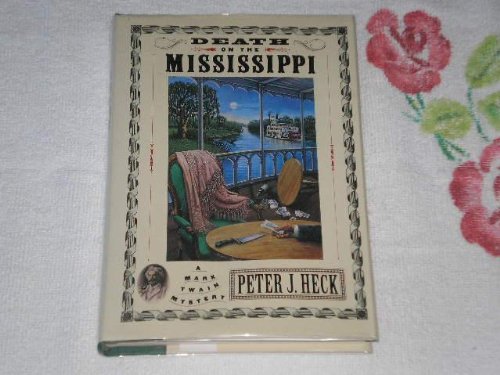 DEATH
ON THE
MISSISSIPPI
A
MARK
TWAIN
MYSTERY
PETER J. HECK